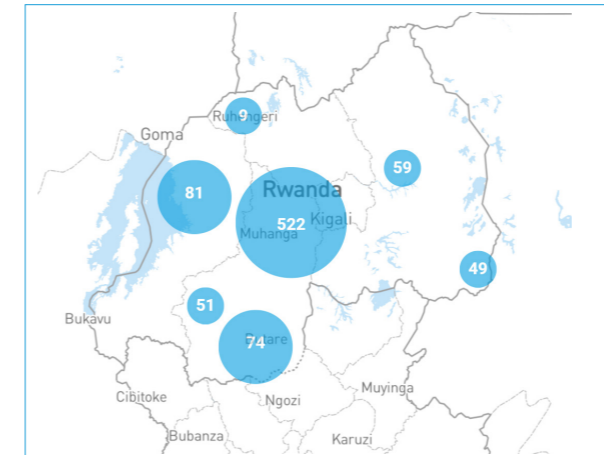 9
Ruhengeri
Goma
59
81
Rwanda
522
Kigali
Muhanga
49
51
Bukavu
74
Butare
Cibitoke
Muyinga
Ngozi
Bubanza
Karuzi